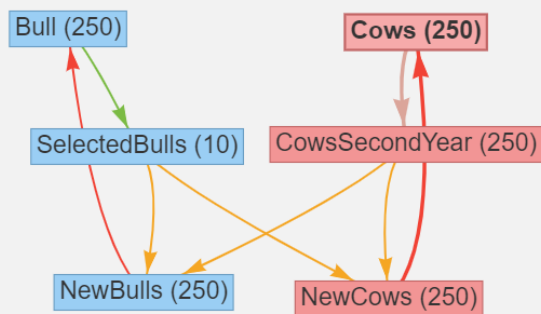 Bull (250)
Cows (250)
SelectedBulls (10)
CowsSecondYear (250)
NewBulls (250)
NewCows (250)